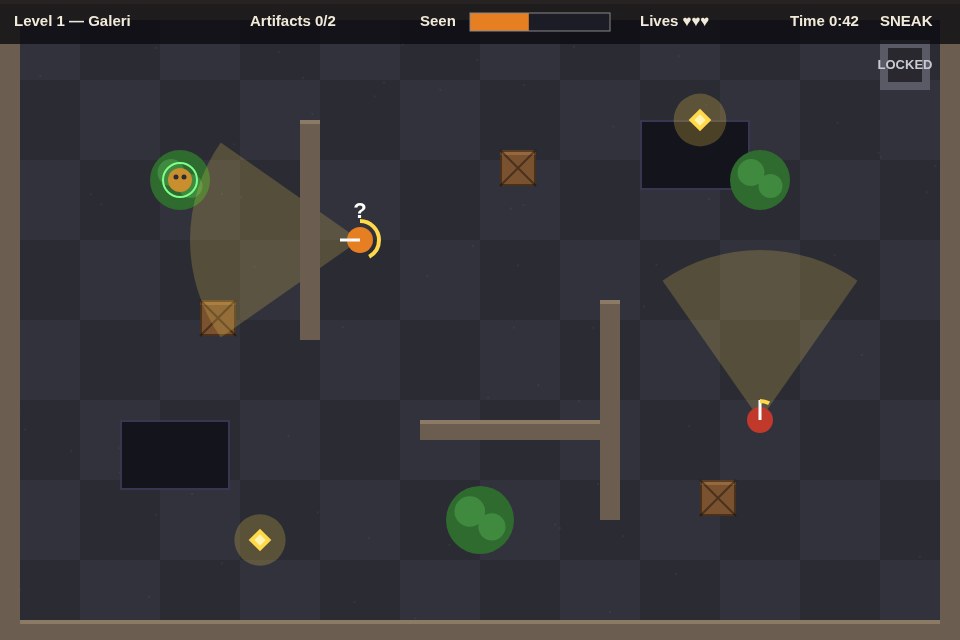 Level 1 — Galeri Artifacts 0/2 Seen Lives ♥♥♥ Time 0:42 SNEAK
LOCKED
?